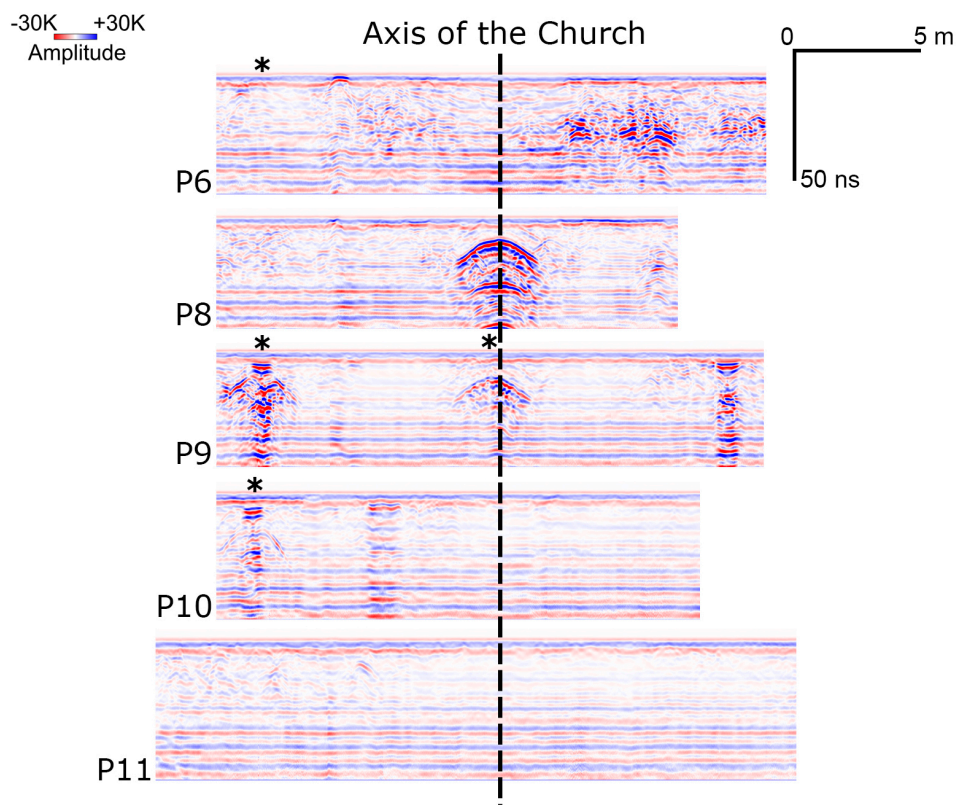 -30K +30K
Amplitude
Axis of the Church
0 5 m
50 ns
*
P6
P8
* *
P9
*
P10
P11